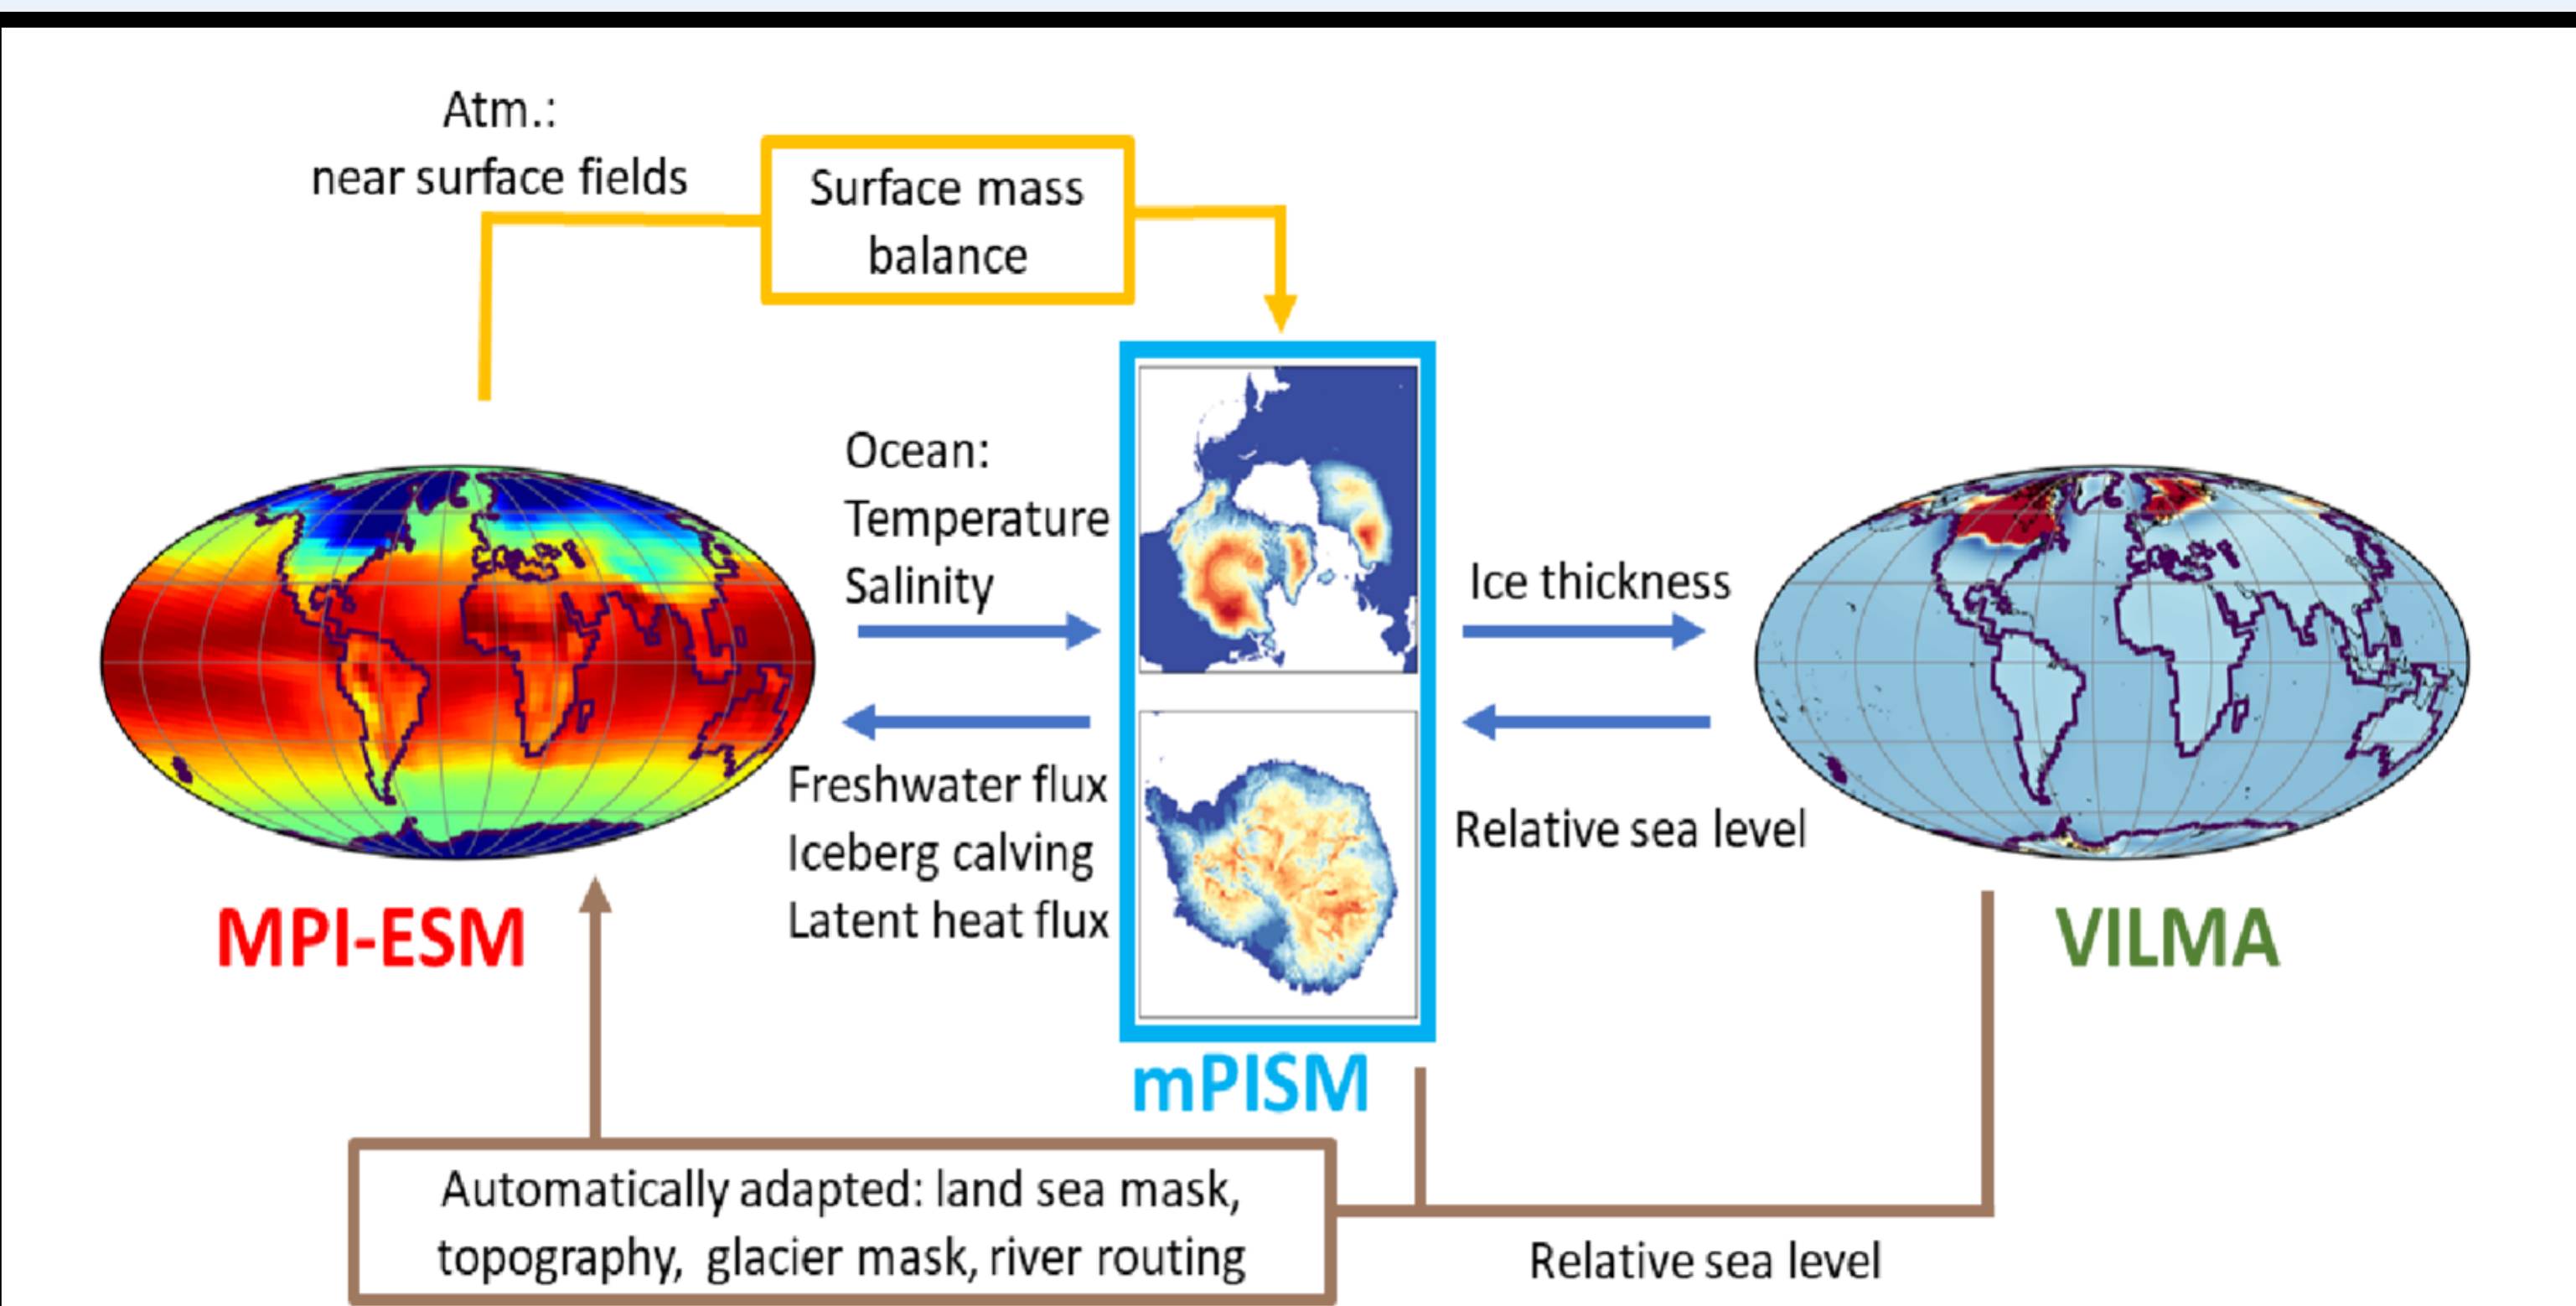 Atm.:
near surface fields
Surface mass
balance
Ocean:
Temperature
Salinity
Ice thickness
Freshwater flux
Iceberg calving
Latent heat flux
Relative sea level
MPI-ESM
mPISM
VILMA
Automatically adapted: land sea mask,
topography, glacier mask, river routing
Relative sea level